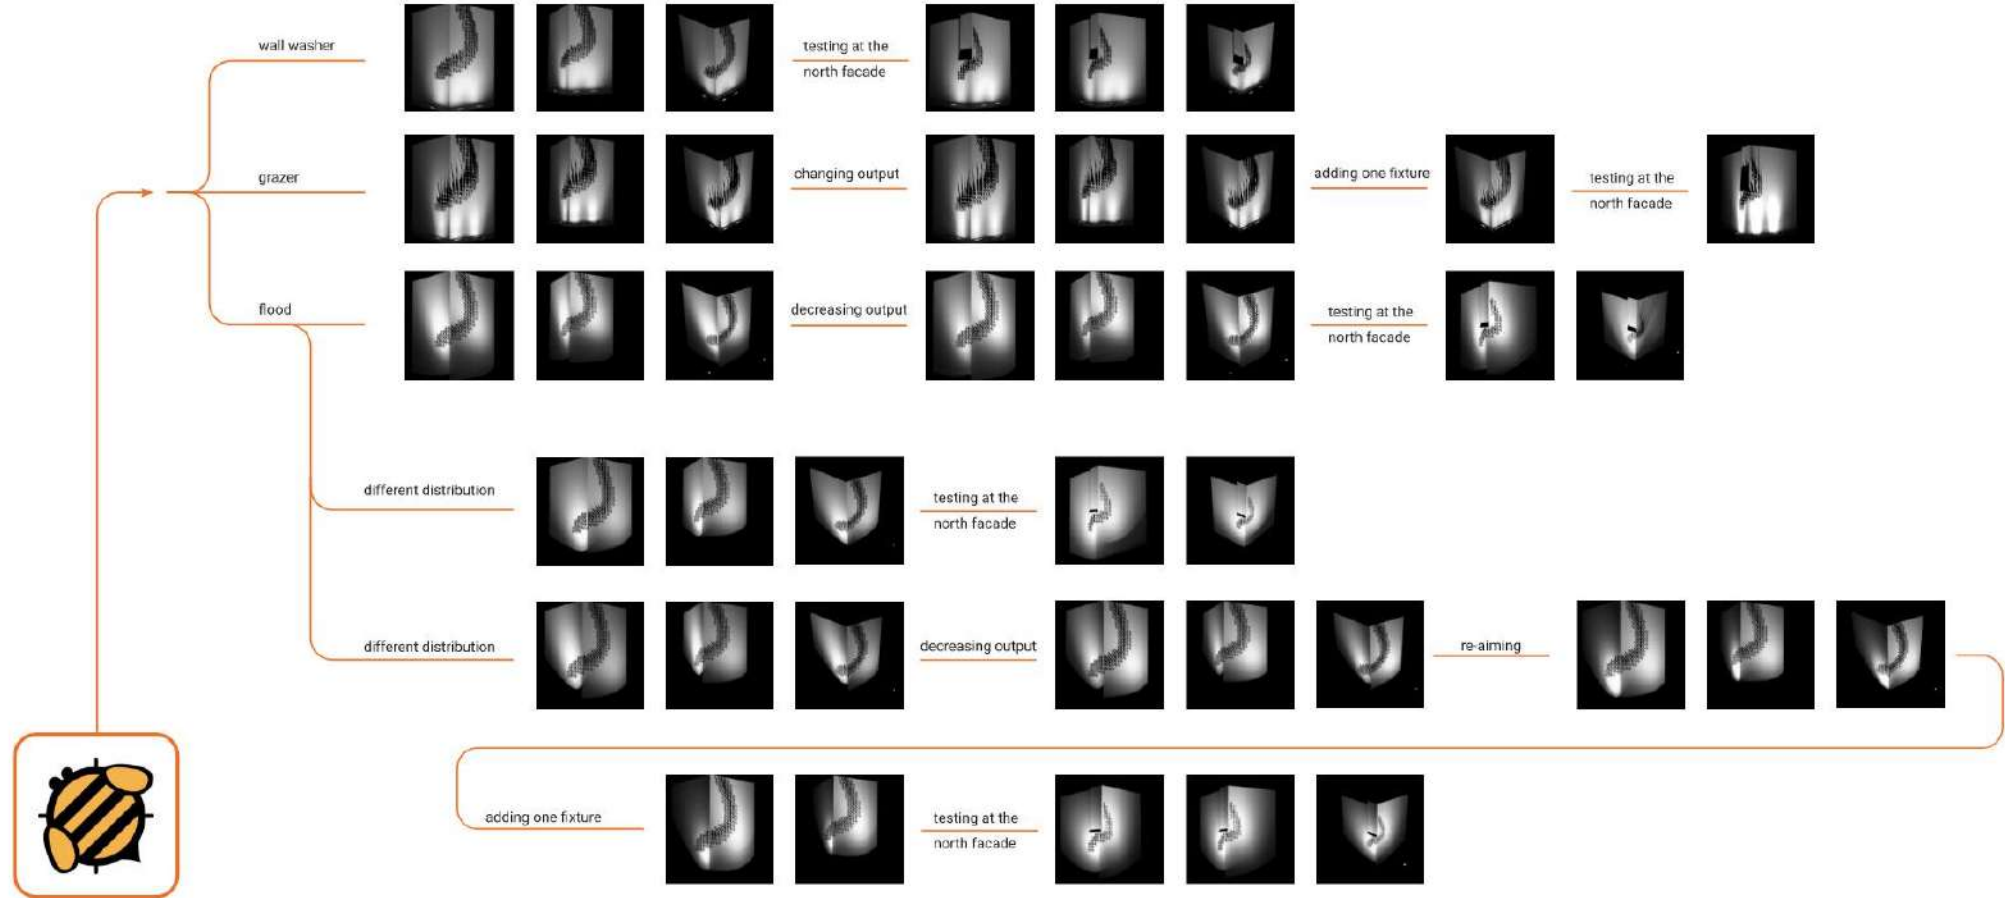 wall washer
testing at the
north facade
grazer
changing output
adding one fixture
testing at the
north facade
flood
decreasing output
testing at the
north facade
different distribution
testing at the
north facade
different distribution
decreasing output
re-aiming
adding one fixture
testing at the
north facade